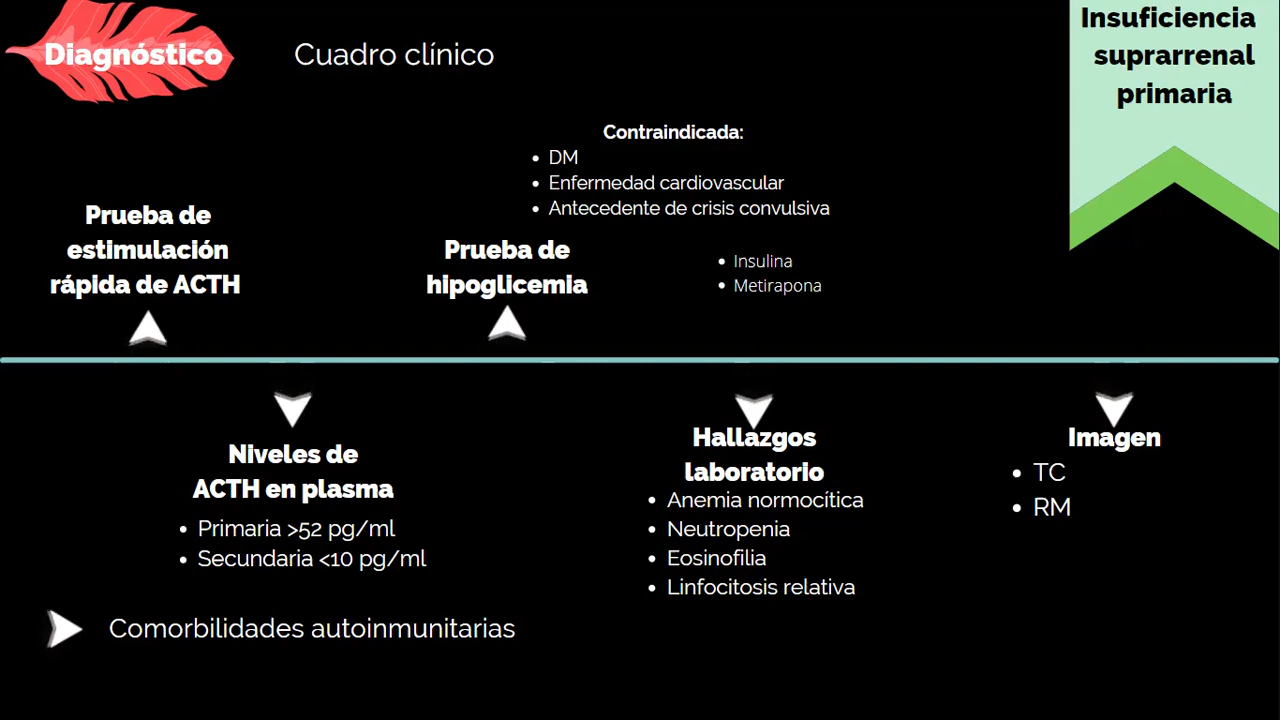 Diagnóstico
Cuadro clínico
Insuficiencia
suprarrenal
primaria
Contraindicada:
• DM
• Enfermedad cardiovascular
• Antecedente de crisis convulsiva
Prueba de
estimulación
rápida de ACTH
Prueba de
hipoglicemia
• Insulina
• Metirapona
Niveles de
ACTH en plasma
• Primaria >52 pg/ml
• Secundaria <10 pg/ml
Hallazgos
laboratorio
• Anemia normocítica
• Neutropenia
• Eosinofilia
• Linfocitosis relativa
Imagen
• TC
• RM
Comorbilidades autoinmunitarias